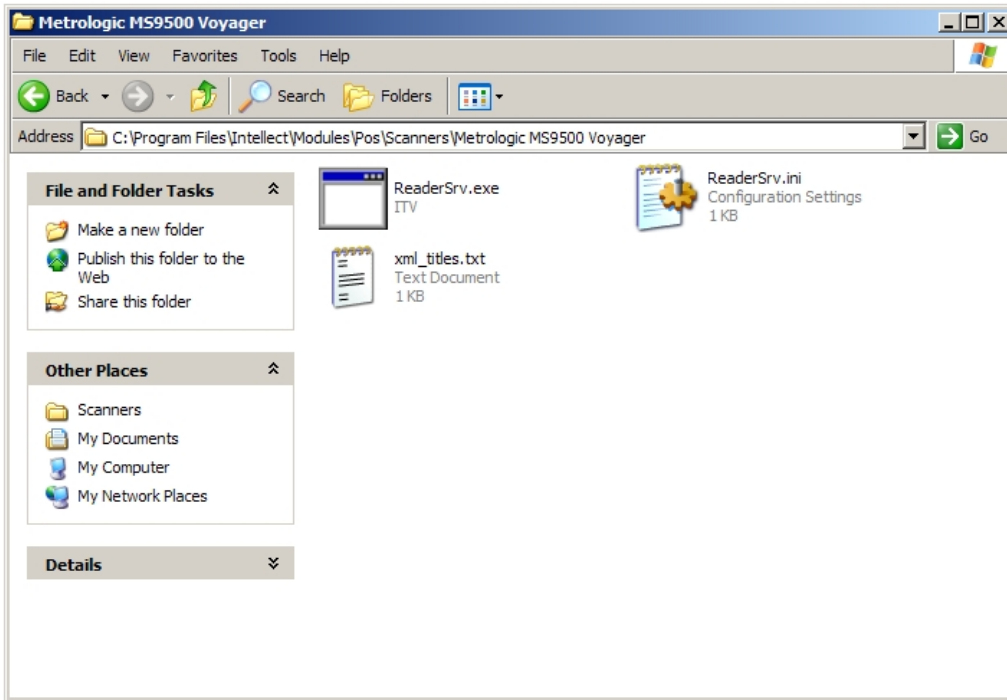 Metrologic MS9500 Voyager
File Edit View Favorites Tools Help
Back Search Folders
Address C:\Program Files\Intellect\Modules\Pos\Scanners\Metrologic MS9500 Voyager Go
File and Folder Tasks
Make a new folder
Publish this folder to the
Web
Share this folder
Other Places
Scanners
My Documents
My Computer
My Network Places
Details
ReaderSrv.exe
ITV
ReaderSrv.ini
Configuration Settings
1 KB
xml_titles.txt
Text Document
1 KB